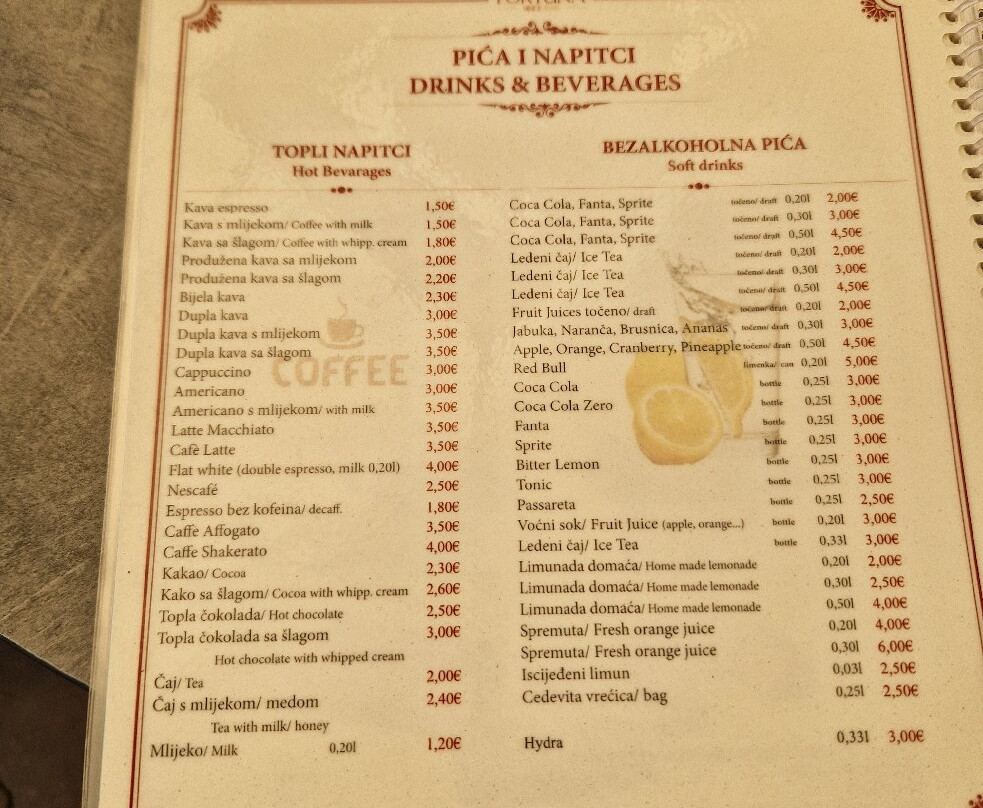 PIĆA I NAPITCI
DRINKS & BEVERAGES
TOPLI NAPITCI
Hot Bevarages
Kava espresso 1,50€
Kava s mlijekom/ Coffee with milk 1,50€
Kava sa šlagom/ Coffee with whipp. cream 1,80€
Produžena kava sa mlijekom 2,00€
Produžena kava sa šlagom 2,20€
Bijela kava 2,30€
Dupla kava 3,00€
Dupla kava s mlijekom 3,50€
Dupla kava sa šlagom 3,50€
Cappuccino 3,00€
Americano 3,00€
Americano s mlijekom/ with milk 3,50€
Latte Macchiato 3,50€
Cafè Latte 3,50€
Flat white (double espresso, milk 0,20l) 4,00€
Nescafé 2,50€
Espresso bez kofeina/ decaff. 1,80€
Caffe Affogato 3,50€
Caffe Shakerato 4,00€
Kakao/ Cocoa 2,30€
Kako sa šlagom/ Cocoa with whipp. cream 2,60€
Topla čokolada/ Hot chocolate 2,50€
Topla čokolada sa šlagom 3,00€
Hot chocolate with whipped cream
Čaj/ Tea 2,00€
Čaj s mlijekom/ medom 2,40€
Tea with milk/ honey
Mlijeko/ Milk 0,20l 1,20€
COFFEE
BEZALKOHOLNA PIĆA
Soft drinks
Coca Cola, Fanta, Sprite točeno/ draft 0,20l 2,00€
Coca Cola, Fanta, Sprite točeno/ draft 0,30l 3,00€
Coca Cola, Fanta, Sprite točeno/ draft 0,50l 4,50€
Ledeni čaj/ Ice Tea točeno/ draft 0,20l 2,00€
Ledeni čaj/ Ice Tea točeno/ draft 0,30l 3,00€
Ledeni čaj/ Ice Tea točeno/ draft 0,50l 4,50€
Fruit Juices točeno/ draft točeno/ draft 0,20l 2,00€
Jabuka, Naranča, Brusnica, Ananas točeno/ draft 0,30l 3,00€
Apple, Orange, Cranberry, Pineapple točeno/ draft 0,50l 4,50€
Red Bull limenka/ can 0,20l 5,00€
Coca Cola bottle 0,25l 3,00€
Coca Cola Zero bottle 0,25l 3,00€
Fanta bottle 0,25l 3,00€
Sprite bottle 0,25l 3,00€
Bitter Lemon bottle 0,25l 3,00€
Tonic bottle 0,25l 3,00€
Passareta bottle 0,25l 2,50€
Voćni sok/ Fruit Juice (apple, orange...) bottle 0,20l 3,00€
Ledeni čaj/ Ice Tea bottle 0,33l 3,00€
Limunada domaća/ Home made lemonade 0,20l 2,00€
Limunada domaća/ Home made lemonade 0,30l 2,50€
Limunada domaća/ Home made lemonade 0,50l 4,00€
Spremuta/ Fresh orange juice 0,20l 4,00€
Spremuta/ Fresh orange juice 0,30l 6,00€
Iscijeđeni limun 0,03l 2,50€
Cedevita vrećica/ bag 0,25l 2,50€
Hydra 0,33l 3,00€